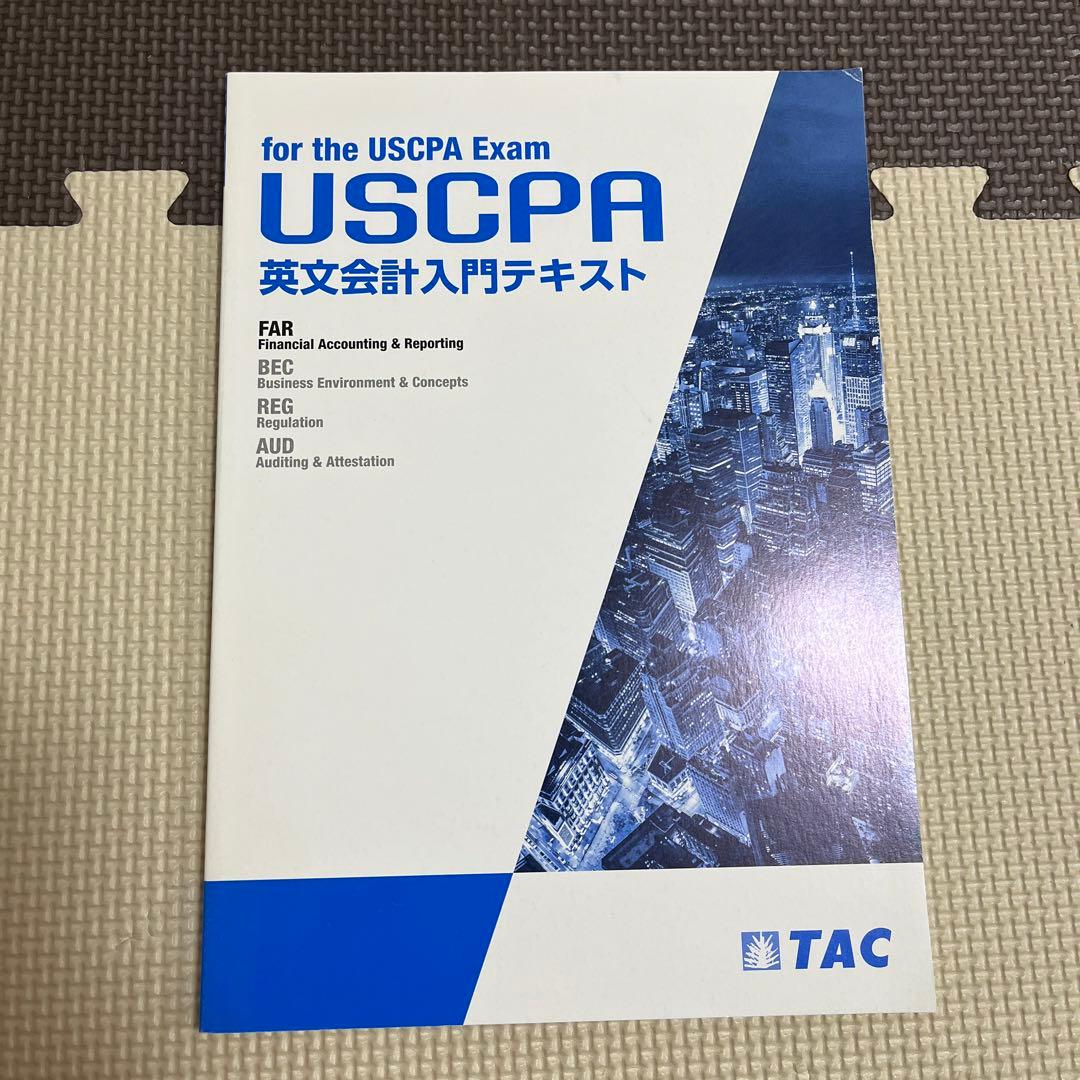 for the USCPA Exam
USCPA
英文会計入門テキスト
FAR
Financial Accounting & Reporting
BEC
Business Environment & Concepts
REG
Regulation
AUD
Auditing & Attestation
TAC